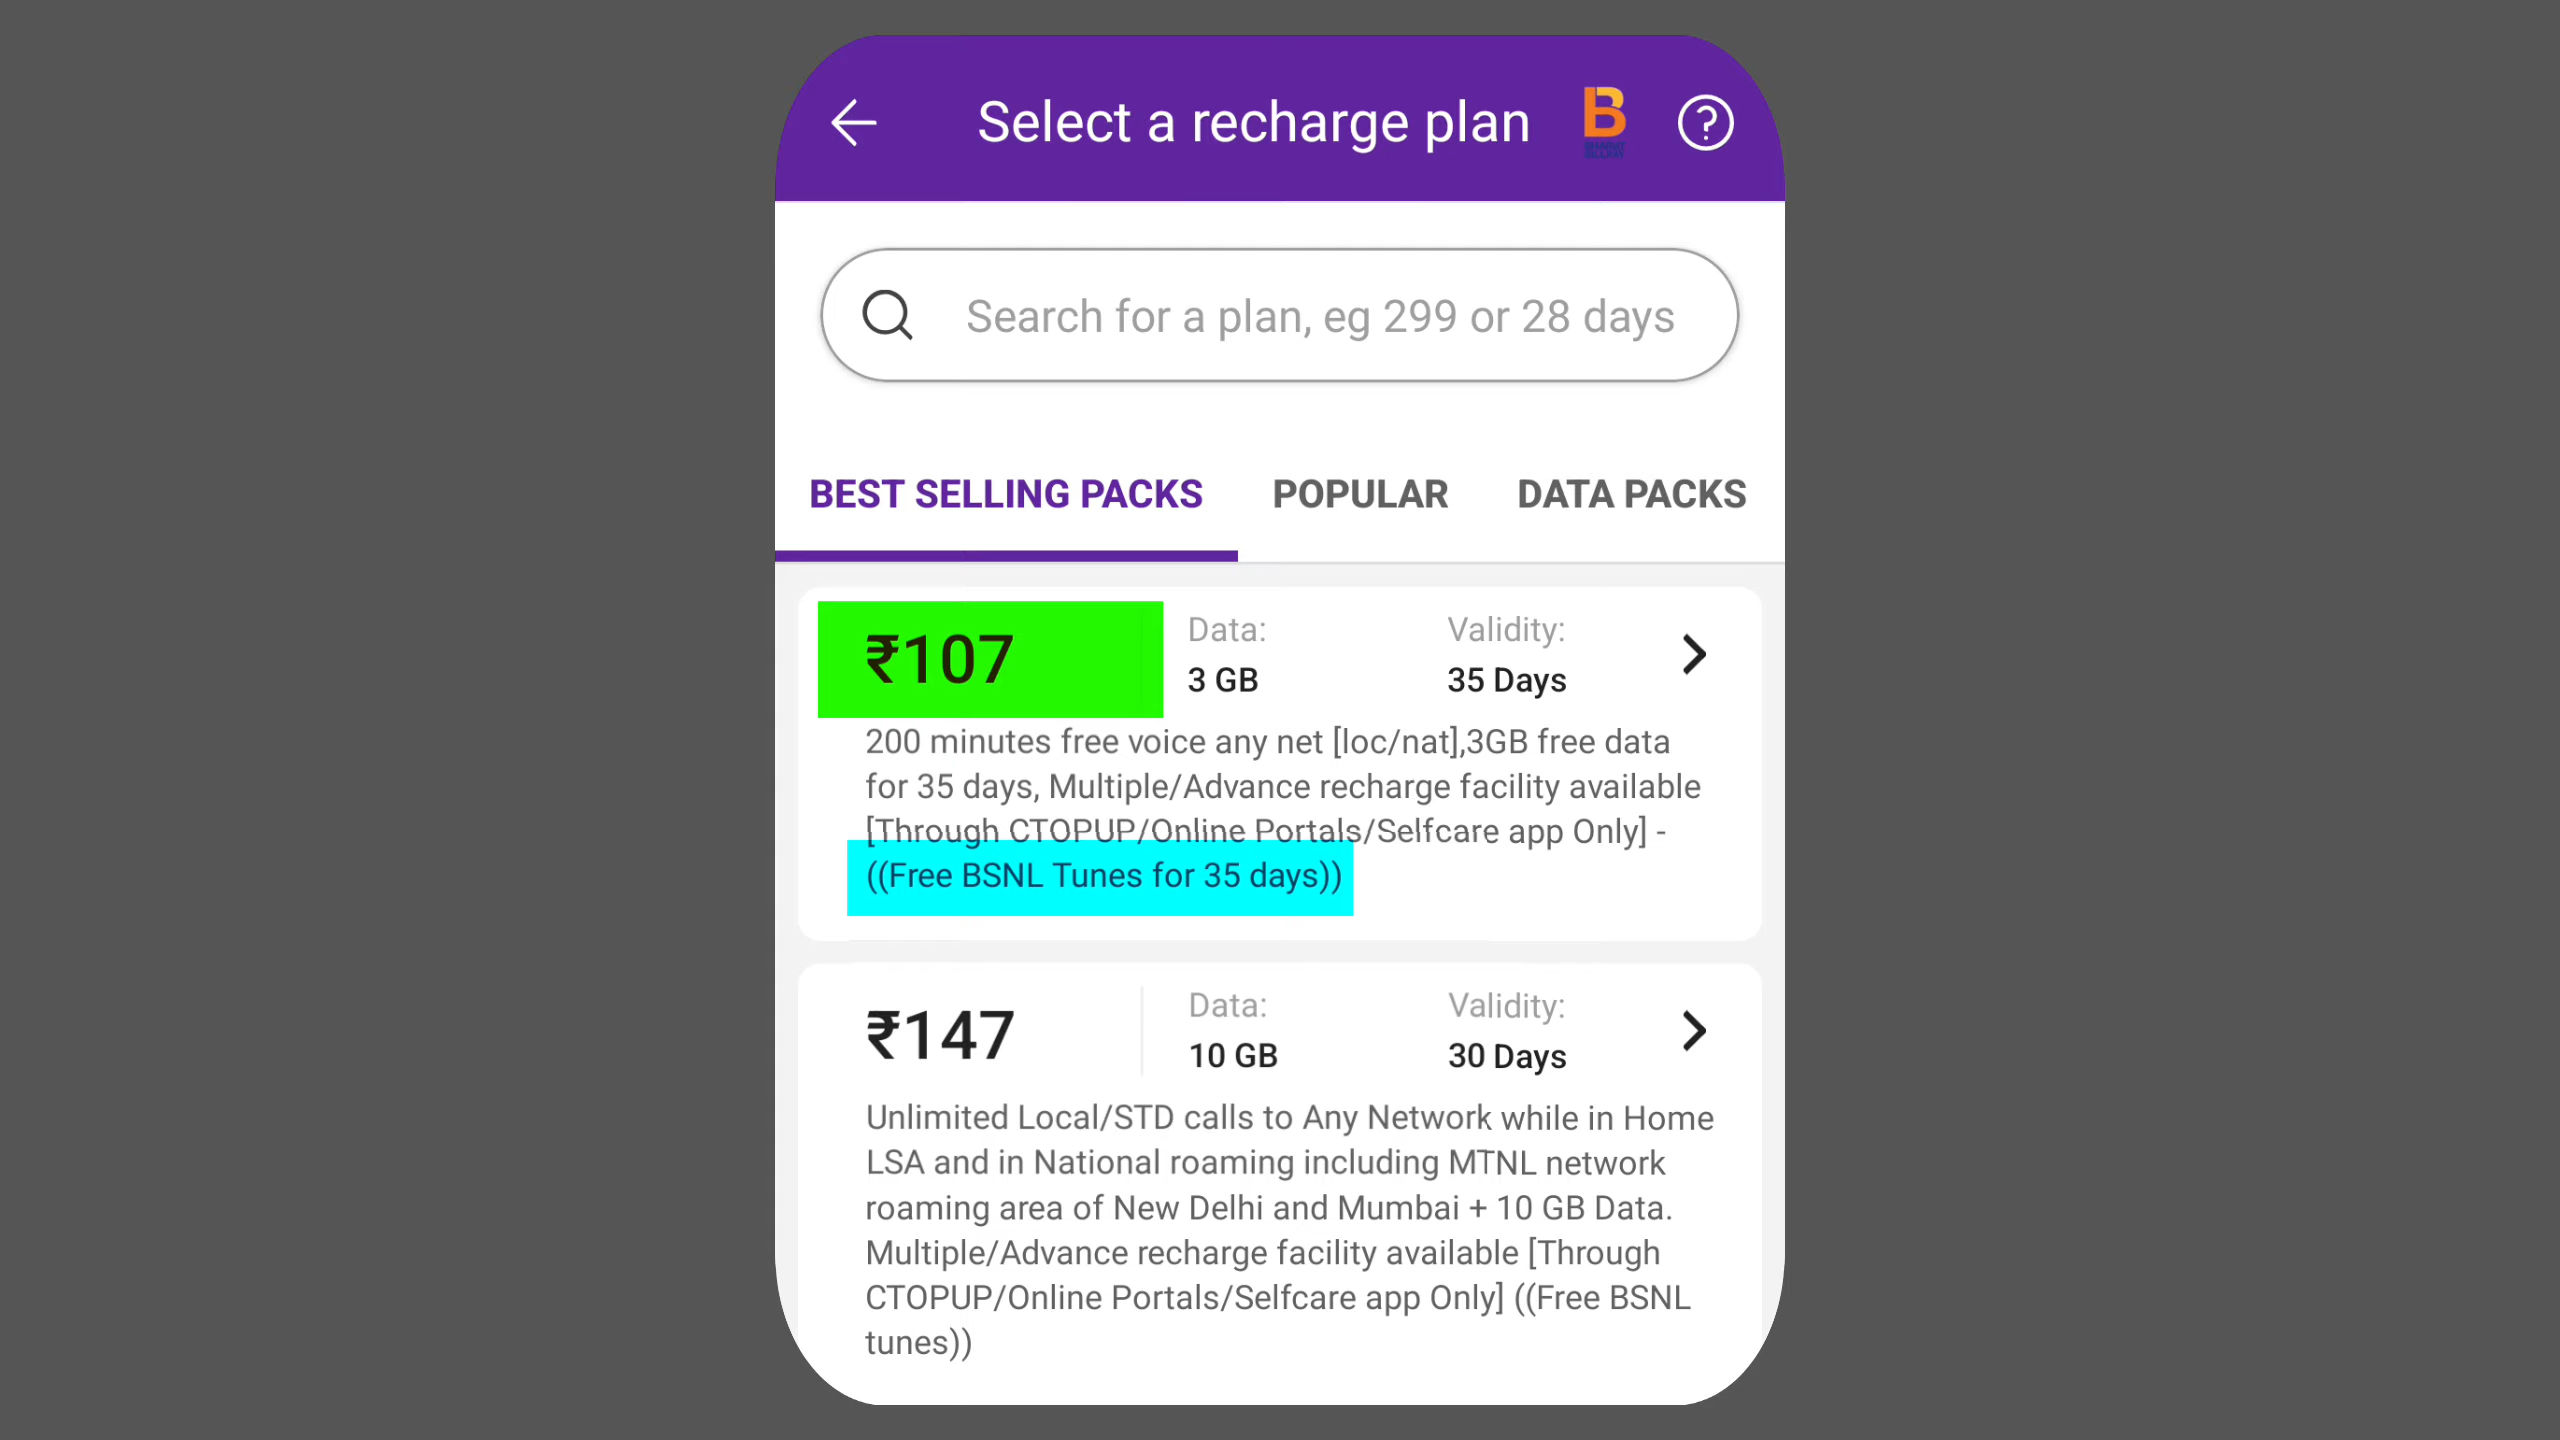 Select a recharge plan
B
Search for a plan, eg 299 or 28 days
BEST SELLING PACKS POPULAR DATA PACKS
₹107
Data:
3 GB
Validity:
35 Days
200 minutes free voice any net [loc/nat],3GB free data
for 35 days, Multiple/Advance recharge facility available
[Through CTOPUP/Online Portals/Selfcare app Only] -
((Free BSNL Tunes for 35 days))
₹147
Data:
10 GB
Validity:
30 Days
Unlimited Local/STD calls to Any Network while in Home
LSA and in National roaming including MTNL network
roaming area of New Delhi and Mumbai + 10 GB Data.
Multiple/Advance recharge facility available [Through
CTOPUP/Online Portals/Selfcare app Only] ((Free BSNL
tunes))